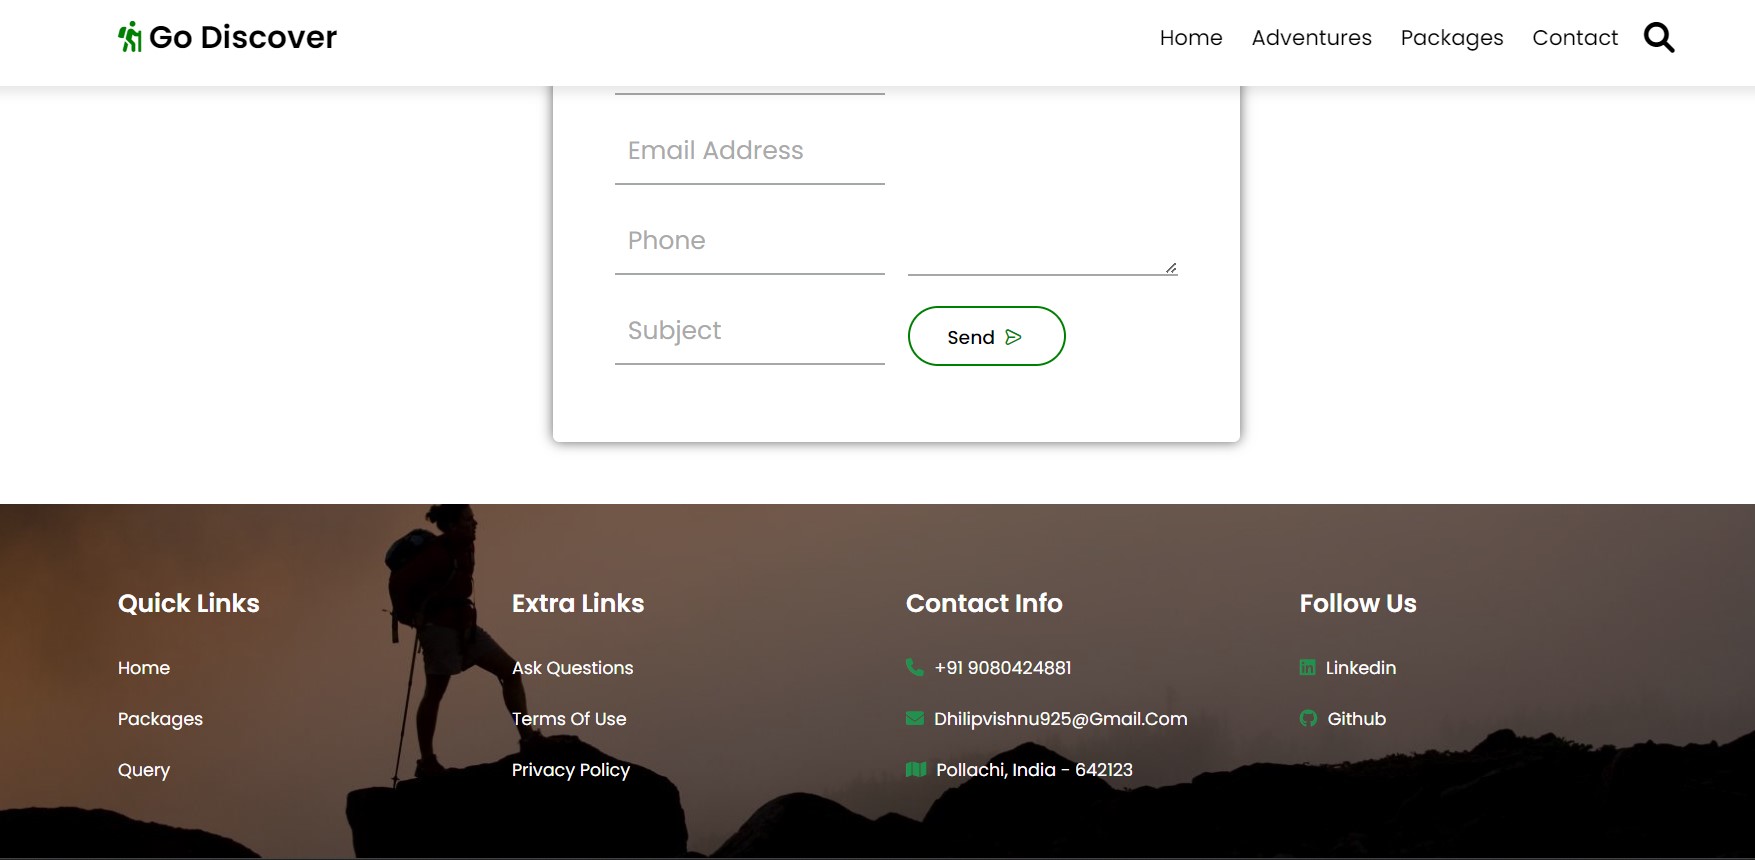 Go Discover
Home Adventures Packages Contact
Email Address
Phone
Subject
Send
Quick Links
Home
Packages
Query
Extra Links
Ask Questions
Terms Of Use
Privacy Policy
Contact Info
+91 9080424881
Dhilipvishnu925@Gmail.Com
Pollachi, India - 642123
Follow Us
Linkedin
Github